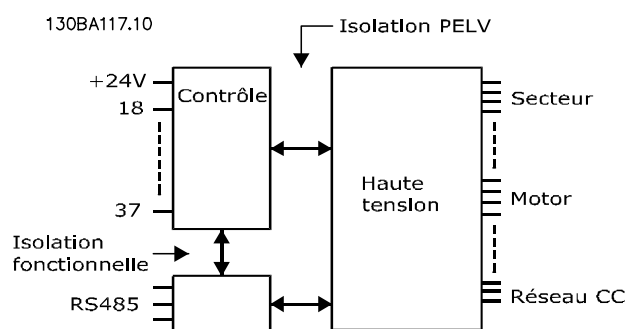 130BA117.10
Isolation PELV
+24V
Contrôle
Secteur
18
Haute
tension
Motor
37
Isolation
fonctionnelle
RS485
Réseau CC